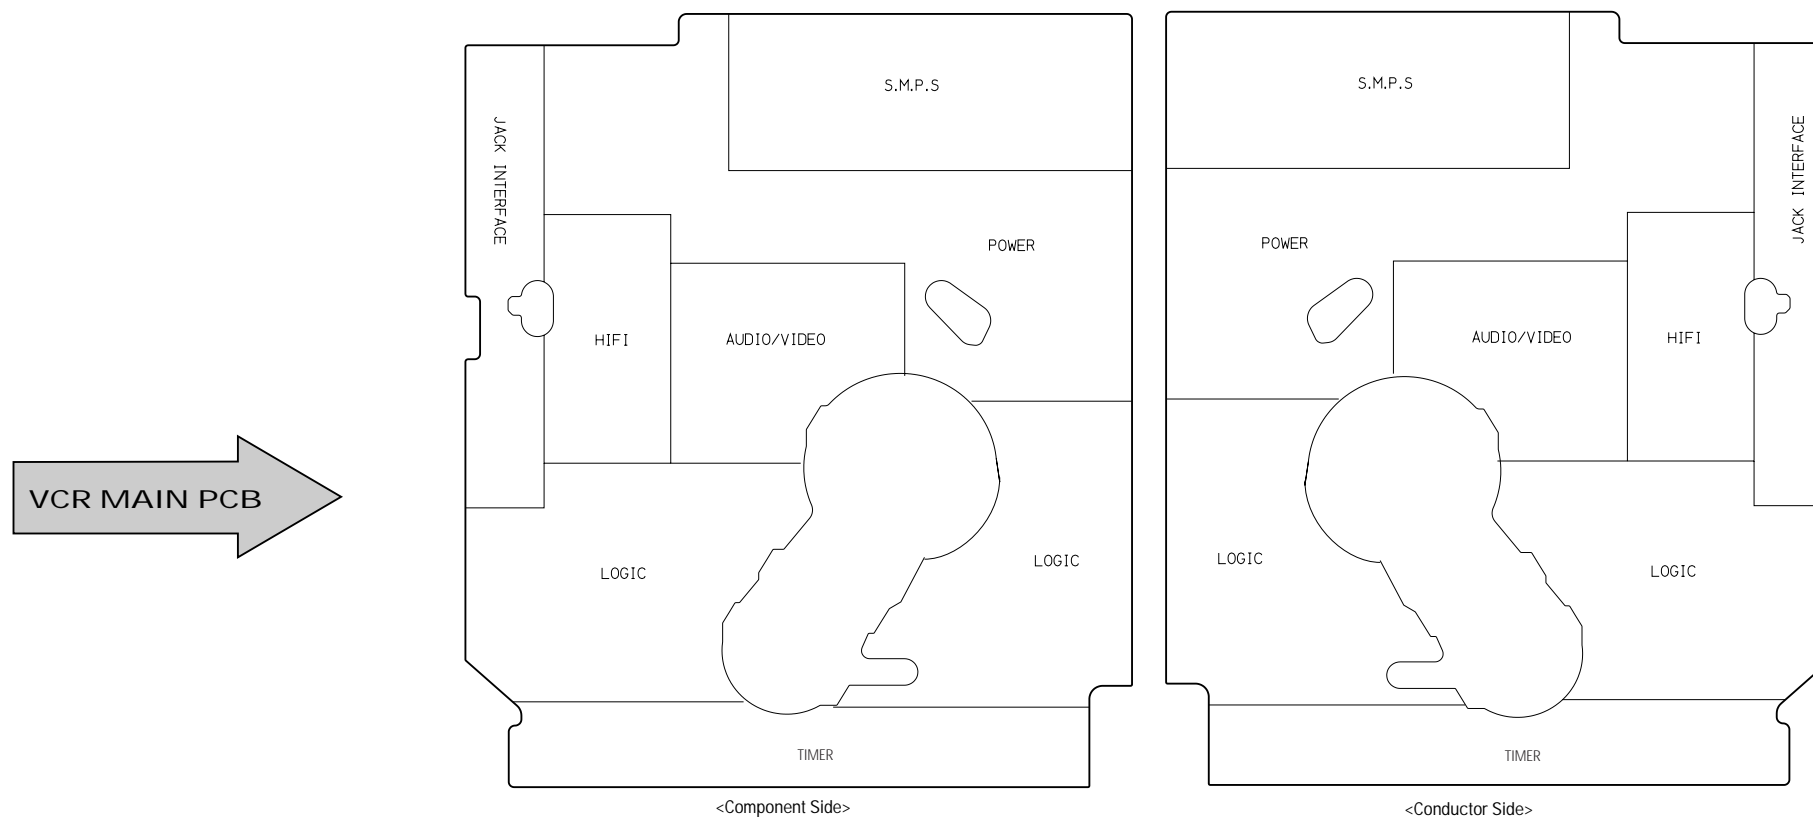 VCR MAIN PCB
S.M.P.S
JACK INTERFACE
POWER
HIFI
AUDIO/VIDEO
LOGIC
LOGIC
TIMER
<Component Side>
S.M.P.S
JACK INTERFACE
POWER
AUDIO/VIDEO
HIFI
LOGIC
LOGIC
TIMER
<Conductor Side>